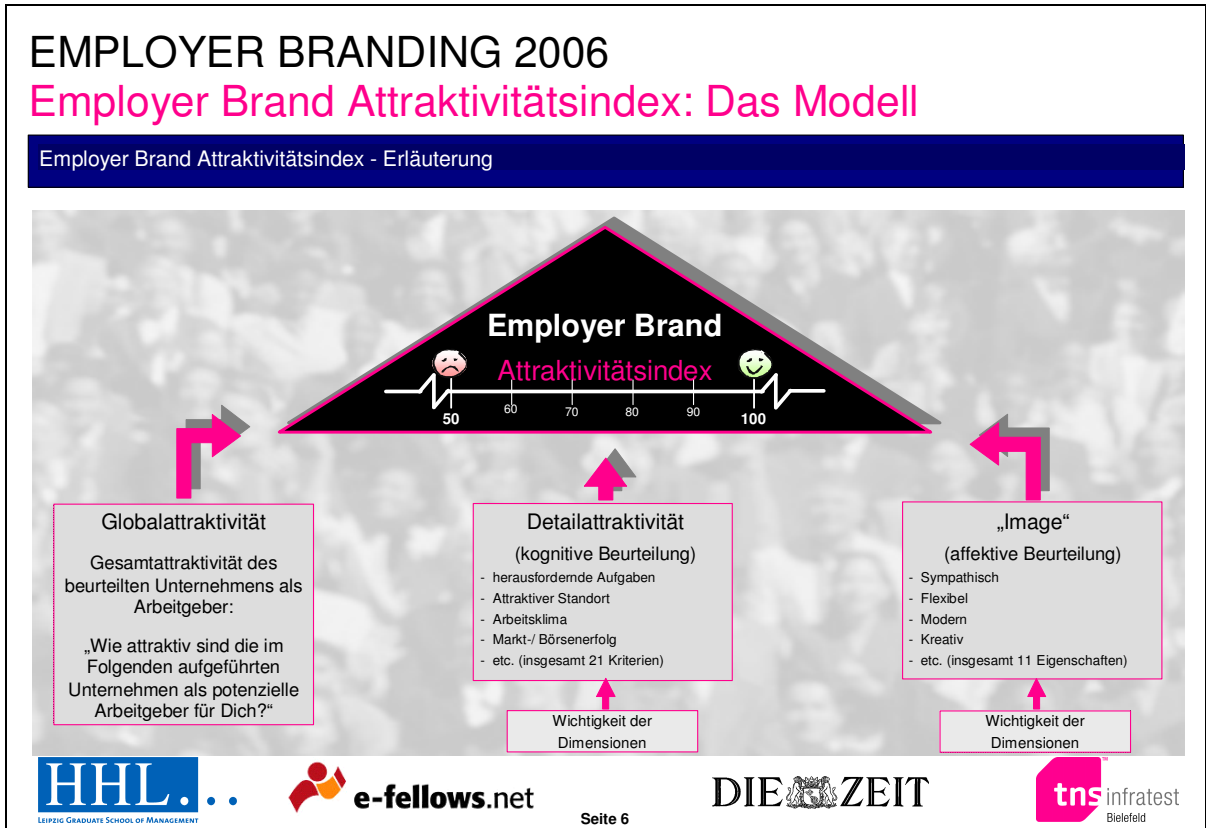 EMPLOYER BRANDING 2006
Employer Brand Attraktivitätsindex: Das Modell
Employer Brand Attraktivitätsindex - Erläuterung
Employer Brand
Attraktivitätsindex
50 60 70 80 90 100
Globalattraktivität
Gesamtattraktivität des
beurteilten Unternehmens als
Arbeitgeber:
„Wie attraktiv sind die im
Folgenden aufgeführten
Unternehmen als potenzielle
Arbeitgeber für Dich?“
Detailattraktivität
(kognitive Beurteilung)
- herausfordernde Aufgaben
- Attraktiver Standort
- Arbeitsklima
- Markt-/ Börsenerfolg
- etc. (insgesamt 21 Kriterien)
Wichtigkeit der
Dimensionen
„Image“
(affektive Beurteilung)
- Sympathisch
- Flexibel
- Modern
- Kreativ
- etc. (insgesamt 11 Eigenschaften)
Wichtigkeit der
Dimensionen
HHL...
LEIPZIG GRADUATE SCHOOL OF MANAGEMENT
e-fellows.net
Seite 6
DIE ZEIT
tns infratest
TM
Bielefeld